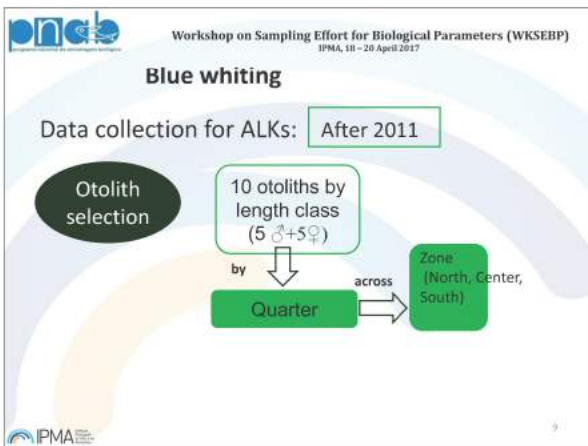 pnab
Workshop on Sampling Effort for Biological Parameters (WKSEBP)
IPMA, 18 – 20 April 2017
Blue whiting
Data collection for ALKs:
After 2011
Otolith
selection
10 otoliths by
length class
(5 ♂+5♀)
by
Quarter
across
Zone
(North, Center,
South)
IPMA
9